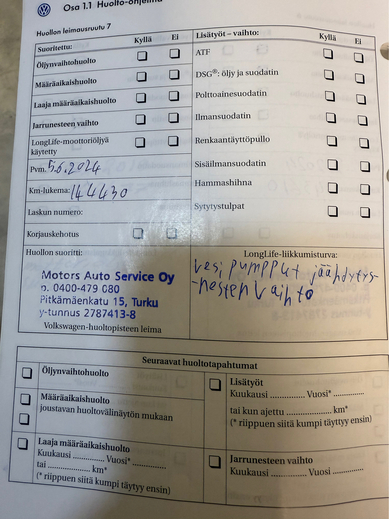 Osa 1.1 Huolto-ohjelma
Huollon leimausruutu 7
Suoritettu: Kyllä Ei
Öljynvaihtohuolto
Määräaikaishuolto
Laaja määräaikaishuolto
Jarrunesteen vaihto
LongLife-moottoriöljyä
käytetty
Pvm. 5.6.2024
Km-lukema: 144430
Laskun numero:
Korjauskehotus
Lisätyöt – vaihto: Kyllä Ei
ATF
DSG®: öljy ja suodatin
Polttoainesuodatin
Ilmansuodatin
Renkaantäyttöpullo
Sisäilmansuodatin
Hammashihna
Sytytystulpat
Huollon suoritti:
Motors Auto Service Oy
p. 0400-479 080
Pitkämäenkatu 15, Turku
y-tunnus 2787413-8
Volkswagen-huoltopisteen leima
LongLife-liikkumisturva:
vesipumppu+ jäähdytys-
-nesten vaihto
Seuraavat huoltotapahtumat
Öljynvaihtohuolto
Määräaikaishuolto
joustavan huoltovälinäytön mukaan
Laaja määräaikaishuolto
Kuukausi ............... Vuosi* ...............
tai ............... km*
(* riippuen siitä kumpi täyttyy ensin)
Lisätyöt
Kuukausi ............... Vuosi* ...............
tai kun ajettu ............... km*
(* riippuen siitä kumpi täyttyy ensin)
Jarrunesteen vaihto
Kuukausi ............... Vuosi ...............